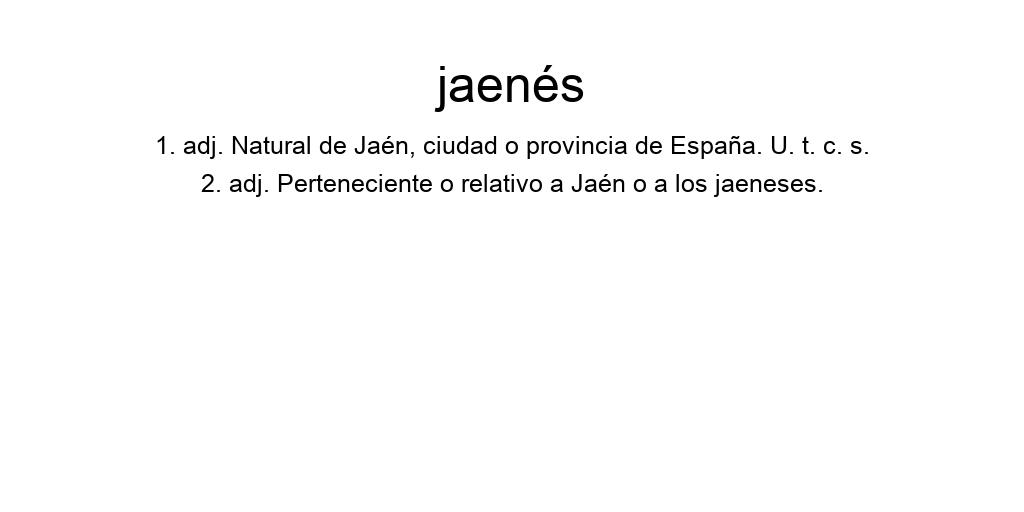 jaenés
1. adj. Natural de Jaén, ciudad o provincia de España. U. t. c. s.
2. adj. Perteneciente o relativo a Jaén o a los jaeneses.